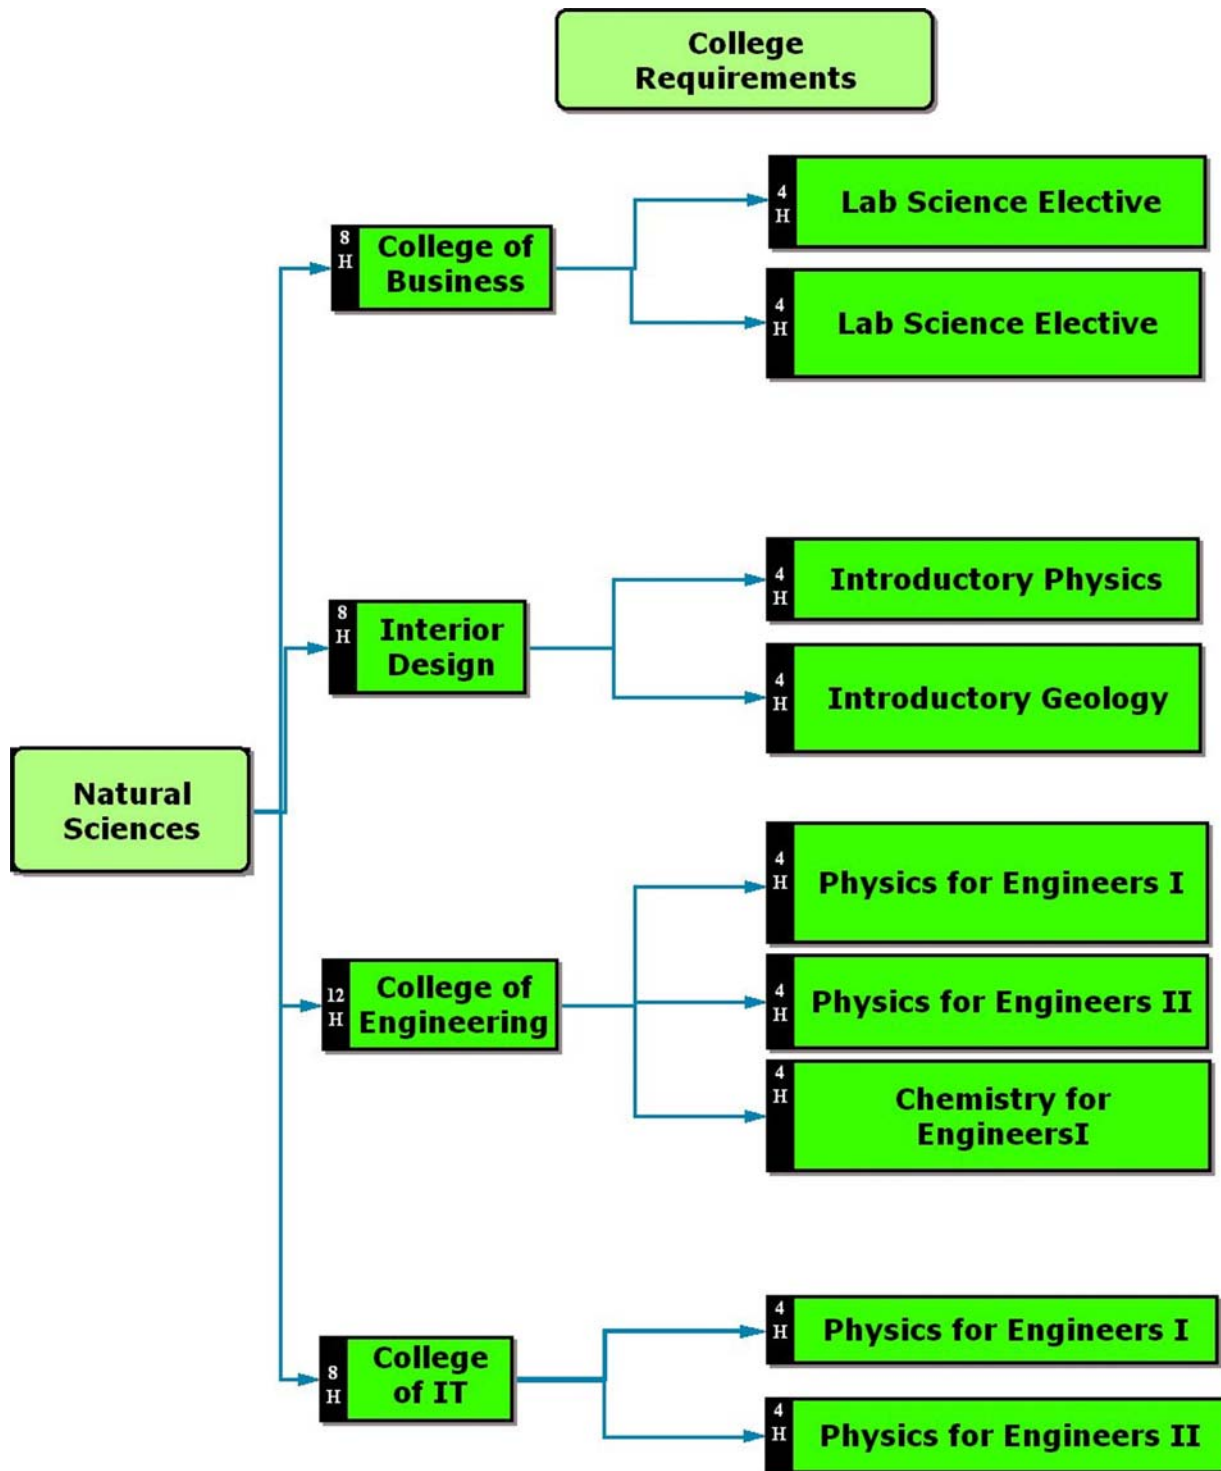 College
Requirements
4
H
Lab Science Elective
8
H
College of
Business
4
H
Lab Science Elective
4
H
Introductory Physics
8
H
Interior
Design
4
H
Introductory Geology
Natural
Sciences
4
H
Physics for Engineers I
12
H
College of
Engineering
4
H
Physics for Engineers II
4
H
Chemistry for
EngineersI
4
H
Physics for Engineers I
8
H
College
of IT
4
H
Physics for Engineers II